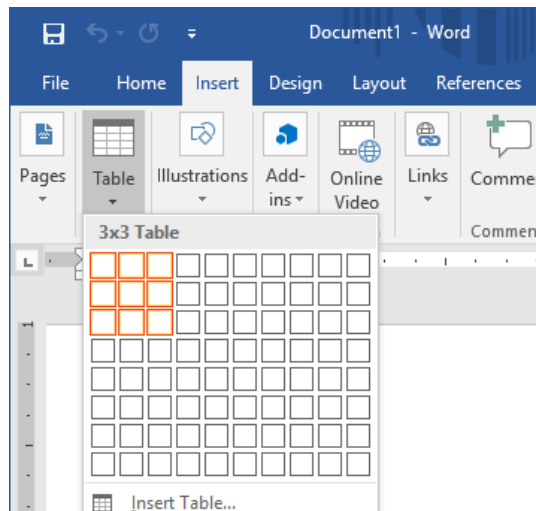 Document1 - Word
File Home Insert Design Layout References
Pages Table Illustrations Add-ins Online Video Links Comme
Commen
3x3 Table
L
1
Insert Table...